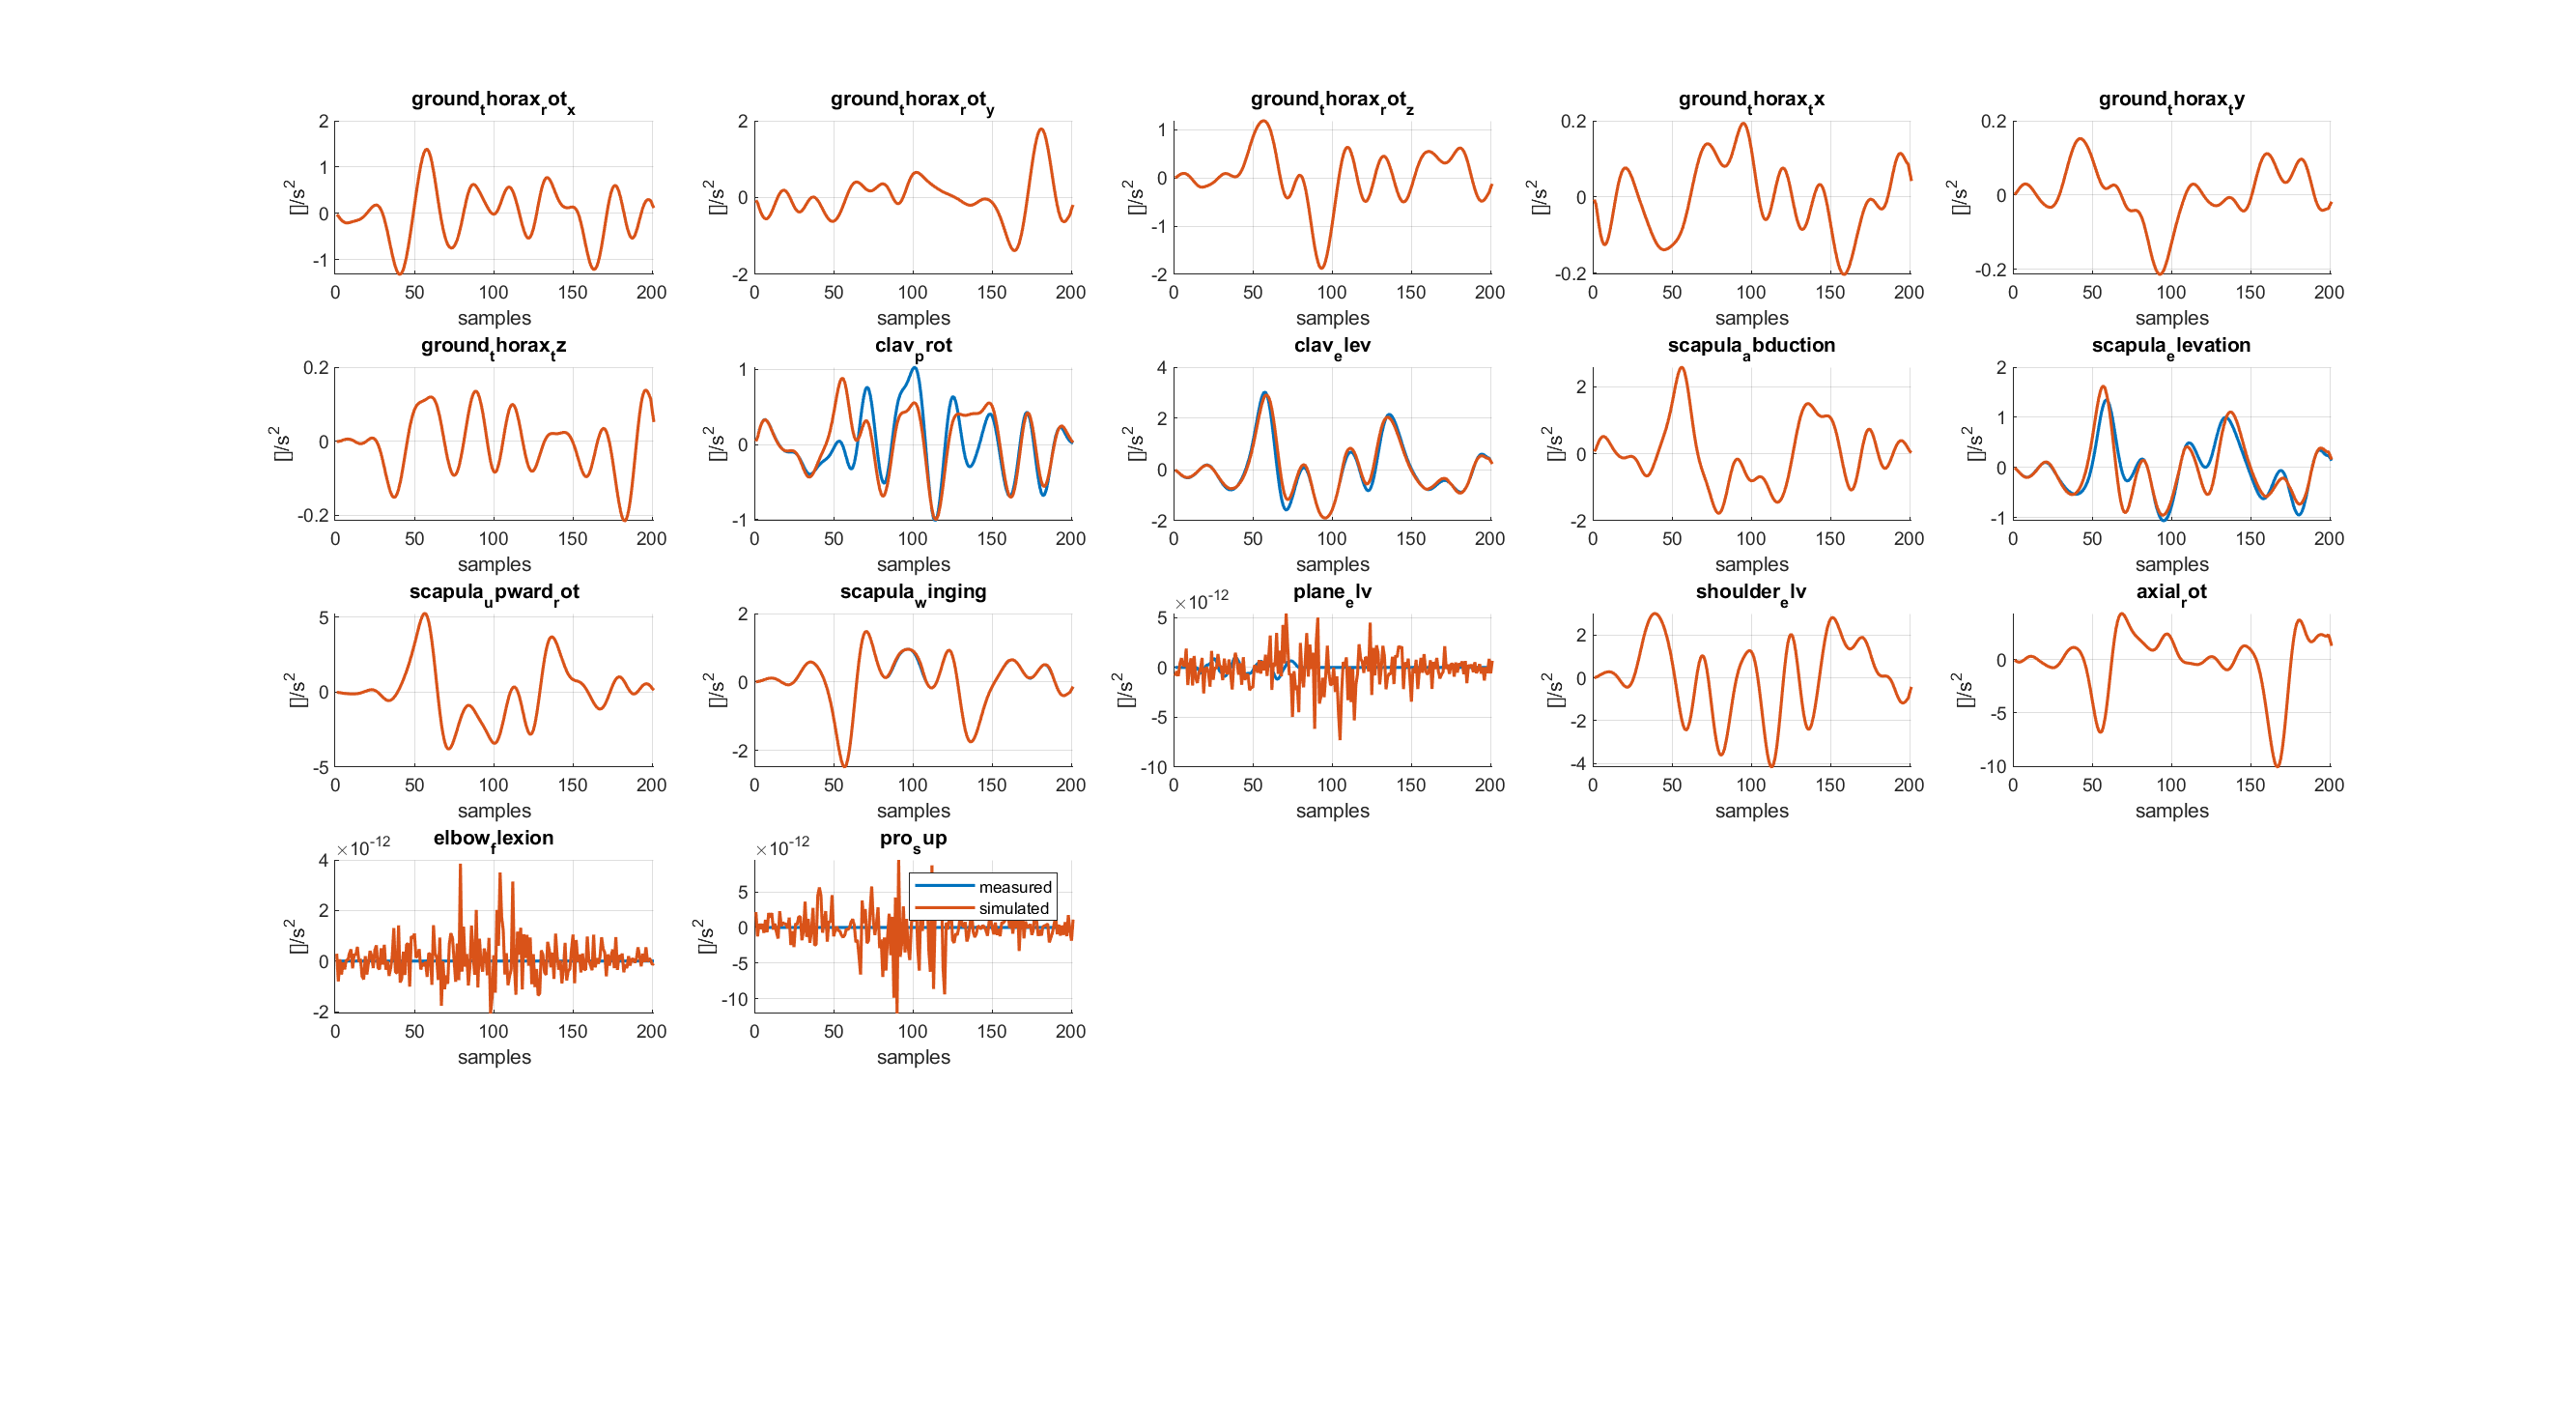 ground_thorax_rot_x
2
1
0
-1
[]/s^2
0 50 100 150 200
samples
ground_thorax_rot_y
2
0
-2
[]/s^2
0 50 100 150 200
samples
ground_thorax_rot_z
1
0
-1
-2
[]/s^2
0 50 100 150 200
samples
ground_thorax_tx
0.2
0
-0.2
[]/s^2
0 50 100 150 200
samples
ground_thorax_ty
0.2
0
-0.2
[]/s^2
0 50 100 150 200
samples
ground_thorax_tz
0.2
0
-0.2
[]/s^2
0 50 100 150 200
samples
clav_prot
1
0
-1
[]/s^2
0 50 100 150 200
samples
clav_elev
4
2
0
-2
[]/s^2
0 50 100 150 200
samples
scapula_abduction
2
0
-2
[]/s^2
0 50 100 150 200
samples
scapula_elevation
2
1
0
-1
[]/s^2
0 50 100 150 200
samples
scapula_upward_rot
5
0
-5
[]/s^2
0 50 100 150 200
samples
scapula_winging
2
0
-2
[]/s^2
0 50 100 150 200
samples
plane_elv
×10^-12
5
0
-5
-10
[]/s^2
0 50 100 150 200
samples
shoulder_elv
2
0
-2
-4
[]/s^2
0 50 100 150 200
samples
axial_rot
0
-5
-10
[]/s^2
0 50 100 150 200
samples
elbow_flexion
×10^-12
4
2
0
-2
[]/s^2
0 50 100 150 200
samples
pro_sup
×10^-12
5
0
-5
-10
[]/s^2
measured
simulated
0 50 100 150 200
samples